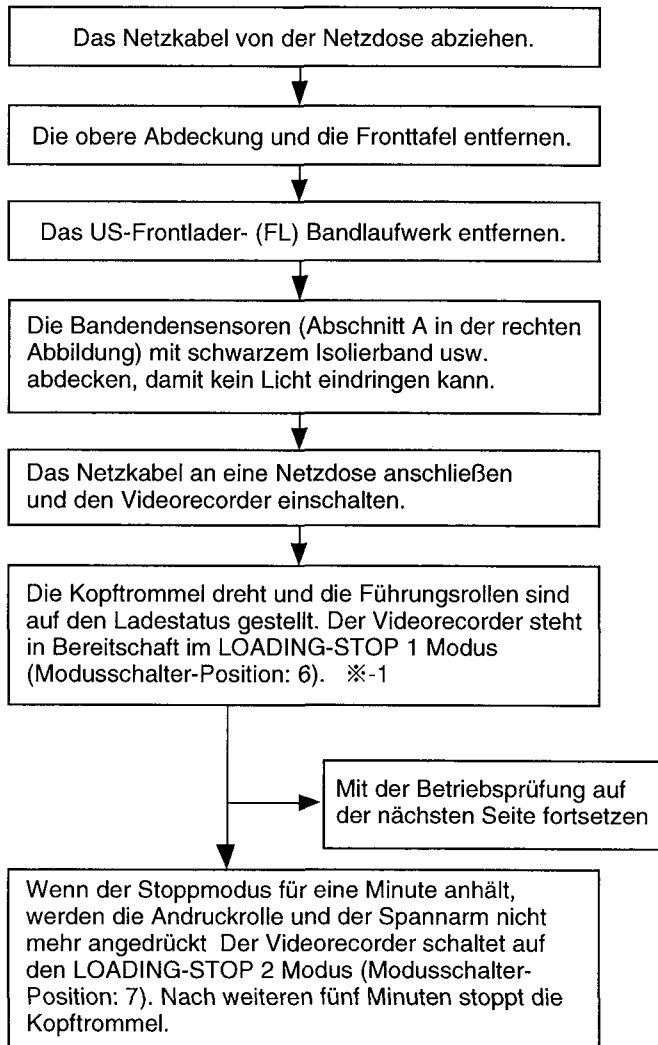 Das Netzkabel von der Netzdose abziehen.
Die obere Abdeckung und die Fronttafel entfernen.
Das US-Frontlader- (FL) Bandlaufwerk entfernen.
Die Bandendensensoren (Abschnitt A in der rechten
Abbildung) mit schwarzem Isolierband usw.
abdecken, damit kein Licht eindringen kann.
Das Netzkabel an eine Netzdose anschließen
und den Videorecorder einschalten.
Die Kopftrommel dreht und die Führungsrollen sind
auf den Ladestatus gestellt. Der Videorecorder steht
in Bereitschaft im LOADING-STOP 1 Modus
(Modusschalter-Position: 6). ※-1
Mit der Betriebsprüfung auf
der nächsten Seite fortsetzen
Wenn der Stoppmodus für eine Minute anhält,
werden die Andruckrolle und der Spannarm nicht
mehr angedrückt Der Videorecorder schaltet auf
den LOADING-STOP 2 Modus (Modusschalter-
Position: 7). Nach weiteren fünf Minuten stoppt die
Kopftrommel.